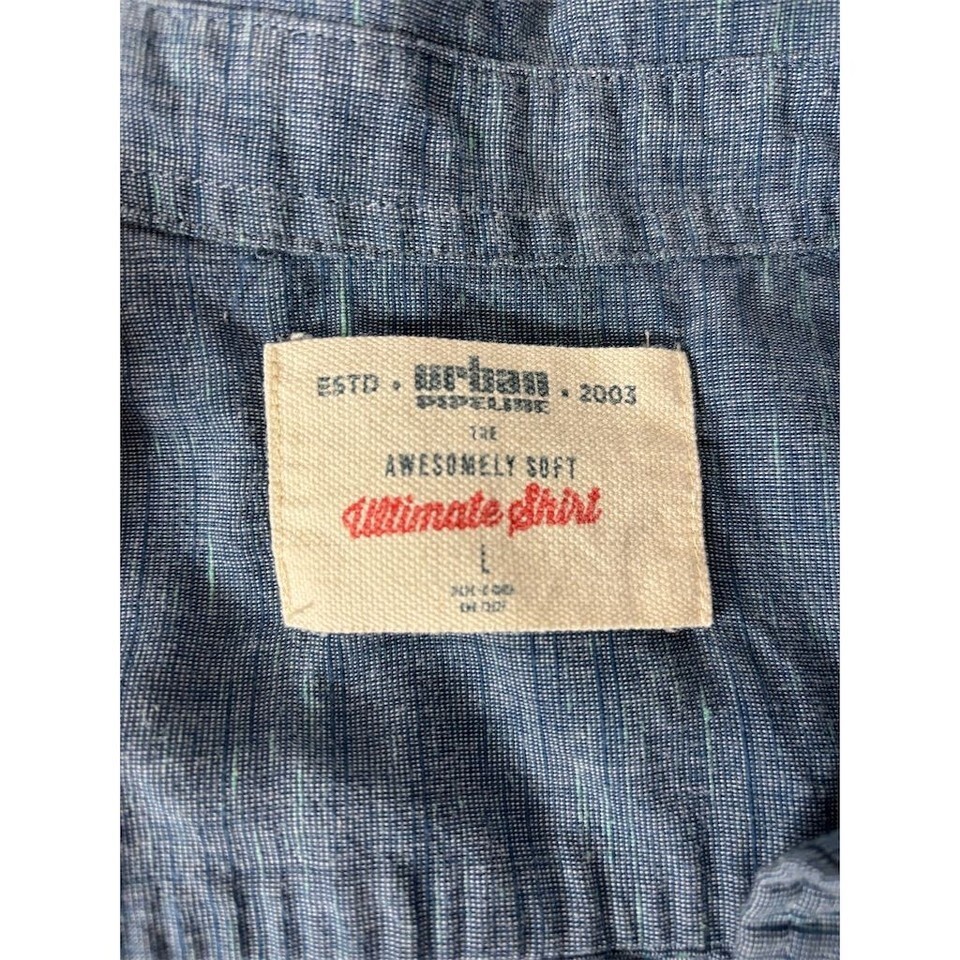 ESTD • urban • 2003
PIPELINE
THE
AWESOMELY SOFT
Ultimate Shirt
L